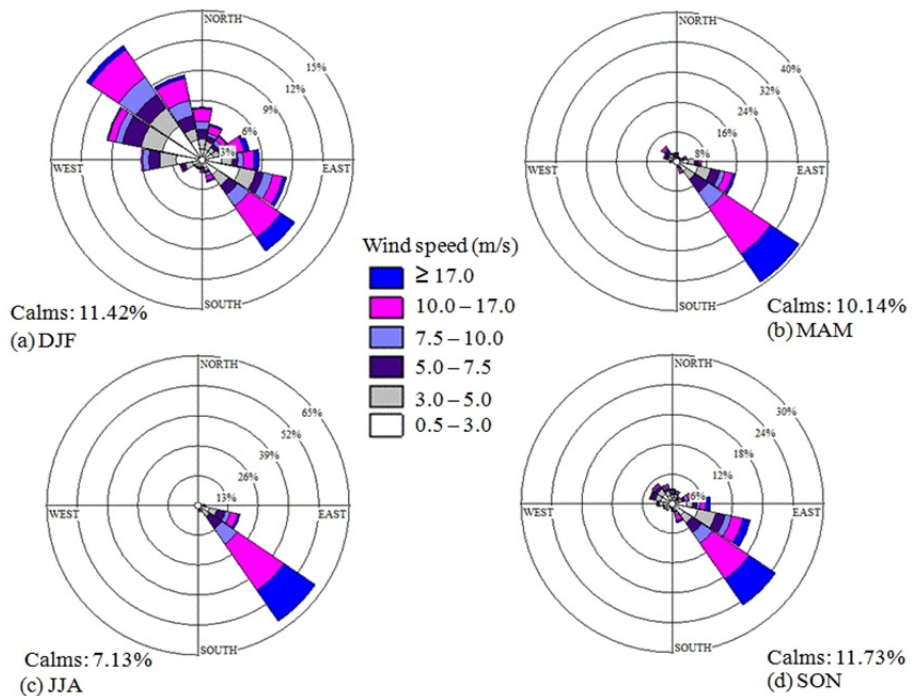 NORTH
15%
12%
9%
6%
3%
WEST
EAST
SOUTH
Calms: 11.42%
(a) DJF
NORTH
40%
32%
24%
16%
8%
WEST
EAST
SOUTH
Calms: 10.14%
(b) MAM
Wind speed (m/s)
≥ 17.0
10.0 – 17.0
7.5 – 10.0
5.0 – 7.5
3.0 – 5.0
0.5 – 3.0
NORTH
65%
52%
39%
26%
13%
WEST
EAST
SOUTH
Calms: 7.13%
(c) JJA
NORTH
30%
24%
18%
12%
6%
WEST
EAST
SOUTH
Calms: 11.73%
(d) SON